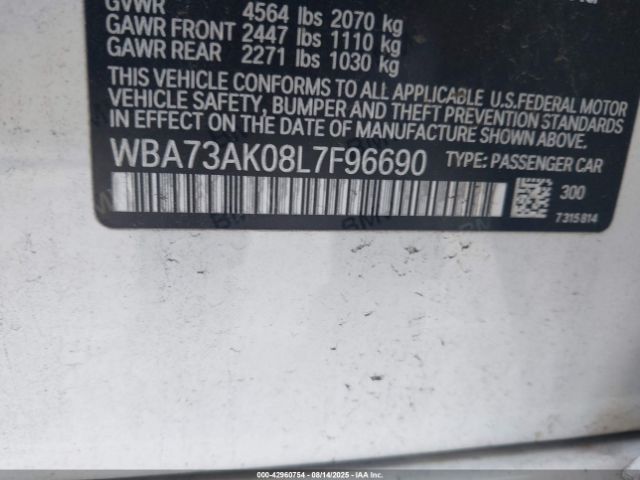 GVWR 4564 lbs 2070 kg
GAWR FRONT 2447 lbs 1110 kg
GAWR REAR 2271 lbs 1030 kg
THIS VEHICLE CONFORMS TO ALL APPLICABLE U.S.FEDERAL MOTOR
VEHICLE SAFETY, BUMPER AND THEFT PREVENTION STANDARDS
IN EFFECT ON THE DATE OF MANUFACTURE SHOWN ABOVE.
WBA73AK08L7F96690 TYPE: PASSENGER CAR
300
7315814
000-42960754 - 08/14/2025 - IAAI.COM